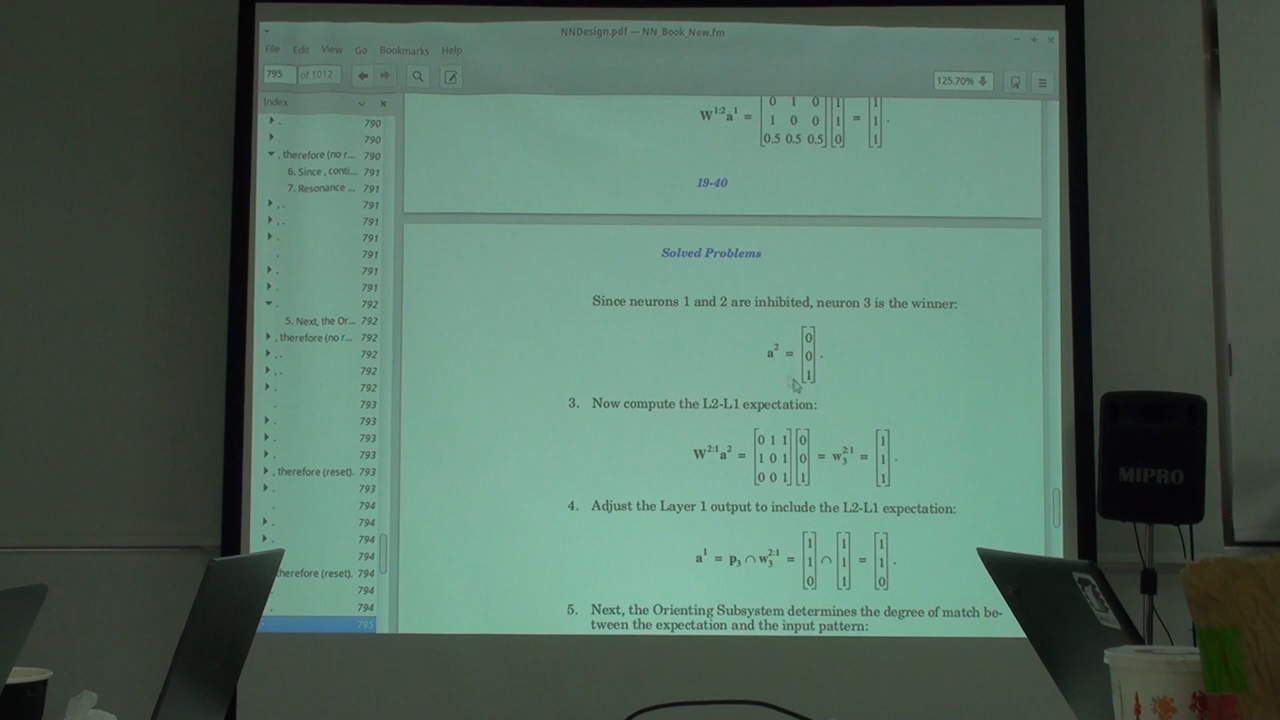 NNDesign.pdf — NN_Book_New.fm
File Edit View Go Bookmarks Help
795 of 1012
125.70%
Index
. 790
790
, therefore (no r... 790
6. Since , conti... 791
7. Resonance ... 791
.. 791
.. 791
. 791
. 791
. 791
. 791
. 792
5. Next, the Or... 792
, therefore (no r... 792
.. 792
.. 792
. 792
. 793
. 793
. 793
. 793
, therefore (reset). 793
. 793
. 794
. 794
. 794
. 794
herefore (reset). 794
. 794
. 794
. 795
W^{1:2}a^1 = [0 1 0; 1 0 0; 0.5 0.5 0.5] [1; 1; 0] = [1; 1; 1].
19-40
Solved Problems
Since neurons 1 and 2 are inhibited, neuron 3 is the winner:
a^2 = [0; 0; 1].
3. Now compute the L2-L1 expectation:
W^{2:1}a^2 = [0 1 1; 1 0 1; 0 0 1] [0; 0; 1] = w_3^{2:1} = [1; 1; 1].
4. Adjust the Layer 1 output to include the L2-L1 expectation:
a^1 = p_3 ∩ w_3^{2:1} = [1; 1; 0] ∩ [1; 1; 1] = [1; 1; 0].
5. Next, the Orienting Subsystem determines the degree of match be-
tween the expectation and the input pattern:
MIPRO